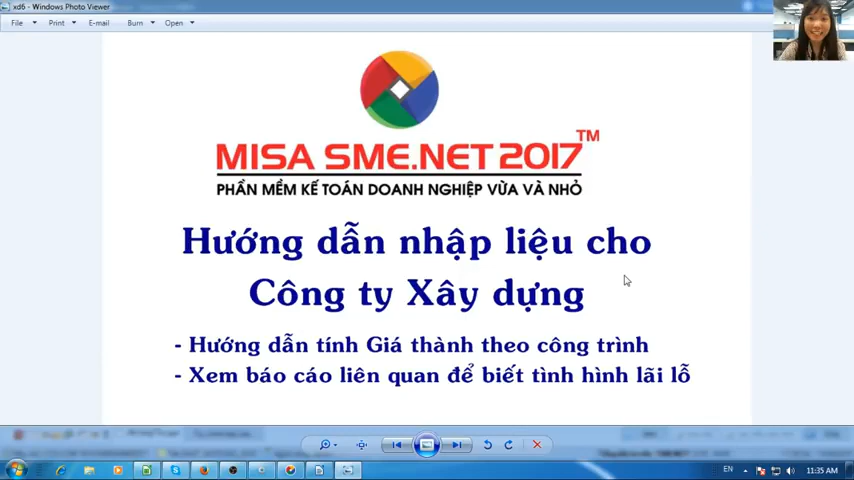 xd6 - Windows Photo Viewer
File Print E-mail Burn Open
MISA SME.NET 2017 TM
PHẦN MỀM KẾ TOÁN DOANH NGHIỆP VỪA VÀ NHỎ
Hướng dẫn nhập liệu cho
Công ty Xây dựng
- Hướng dẫn tính Giá thành theo công trình
- Xem báo cáo liên quan để biết tình hình lãi lỗ
EN 11:35 AM